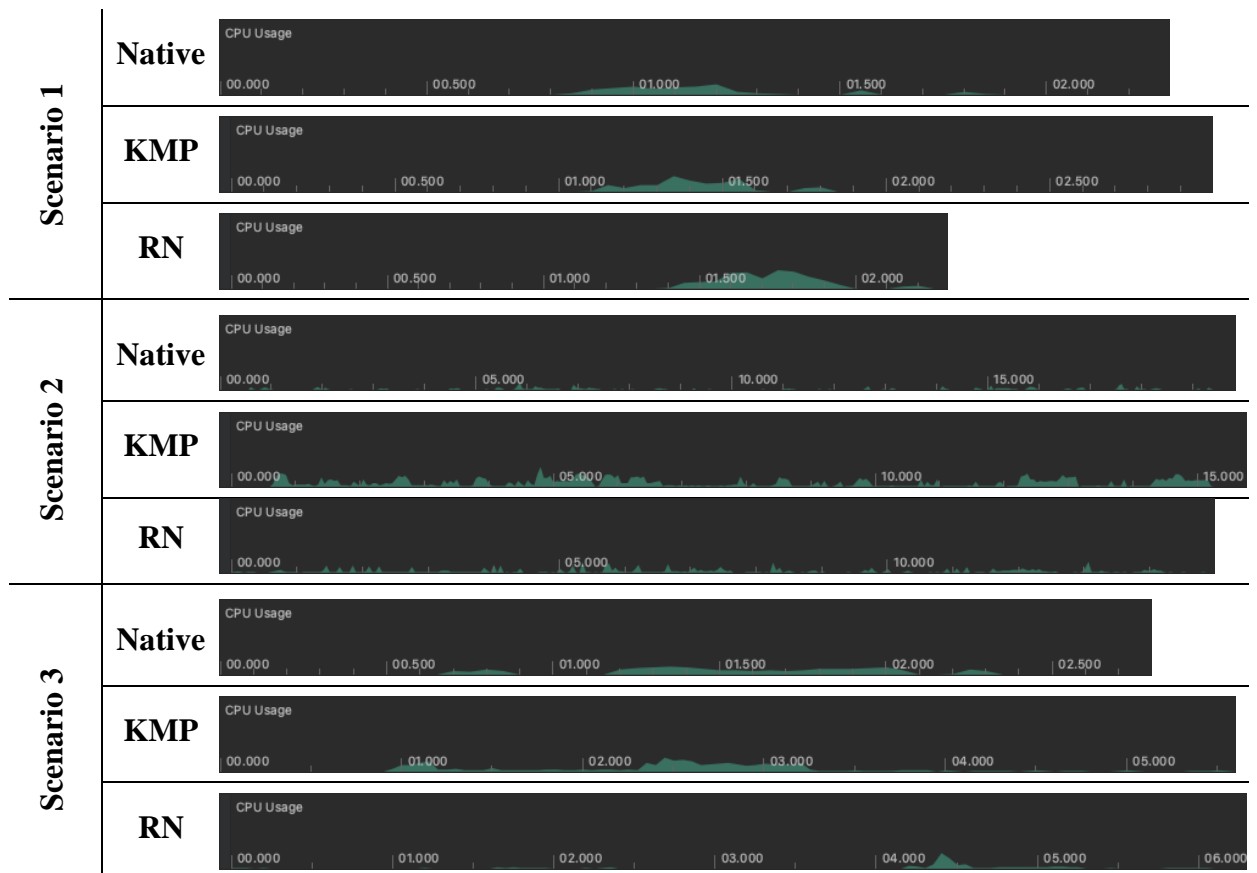 Scenario 1
Native
CPU Usage
00.000 00.500 01.000 01.500 02.000
KMP
CPU Usage
00.000 00.500 01.000 01.500 02.000 02.500
RN
CPU Usage
00.000 00.500 01.000 01.500 02.000
Scenario 2
Native
CPU Usage
00.000 05.000 10.000 15.000
KMP
CPU Usage
00.000 05.000 10.000 15.000
RN
CPU Usage
00.000 05.000 10.000
Scenario 3
Native
CPU Usage
00.000 00.500 01.000 01.500 02.000 02.500
KMP
CPU Usage
00.000 01.000 02.000 03.000 04.000 05.000
RN
CPU Usage
00.000 01.000 02.000 03.000 04.000 05.000 06.000